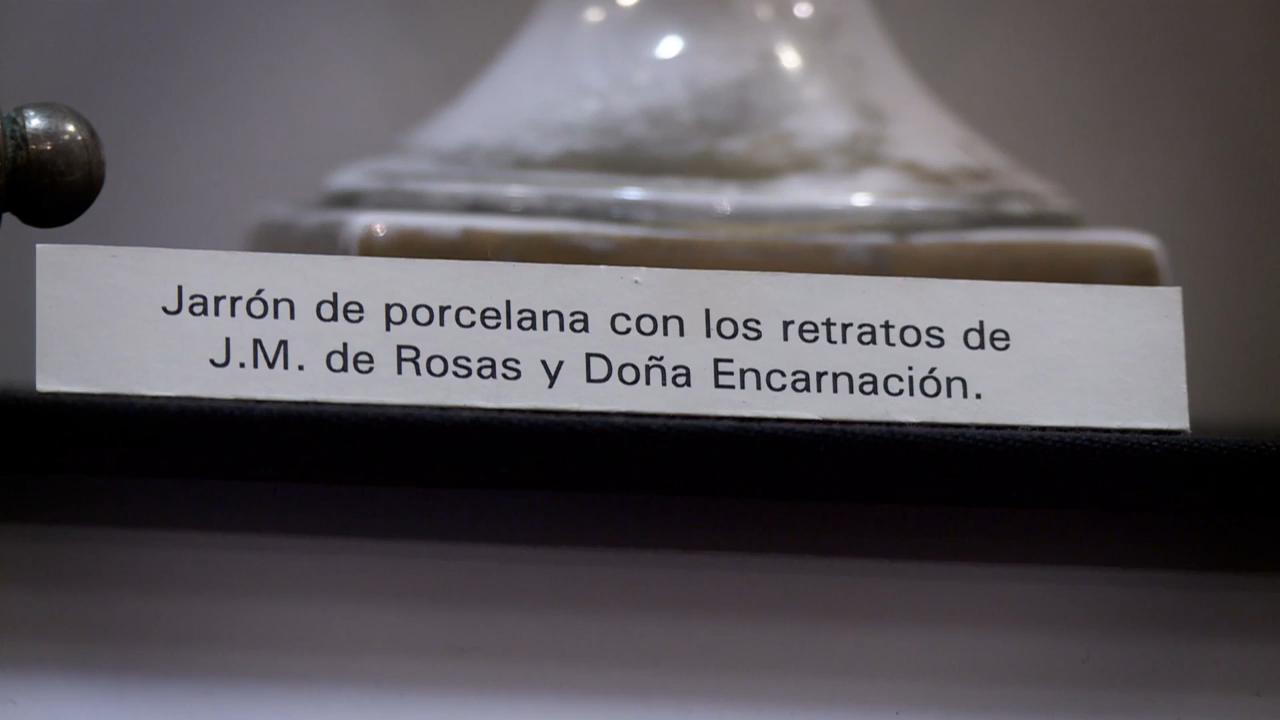 Jarrón de porcelana con los retratos de
J.M. de Rosas y Doña Encarnación.